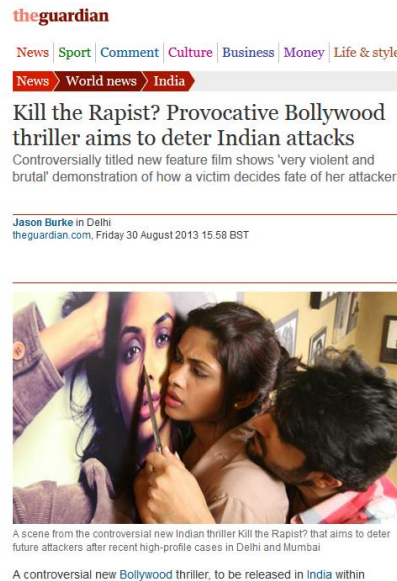 theguardian
News Sport Comment Culture Business Money Life & style
News World news India
Kill the Rapist? Provocative Bollywood
thriller aims to deter Indian attacks
Controversially titled new feature film shows 'very violent and
brutal' demonstration of how a victim decides fate of her attacker
Jason Burke in Delhi
theguardian.com, Friday 30 August 2013 15.58 BST
A scene from the controversial new Indian thriller Kill the Rapist? that aims to deter
future attackers after recent high-profile cases in Delhi and Mumbai
A controversial new Bollywood thriller, to be released in India within